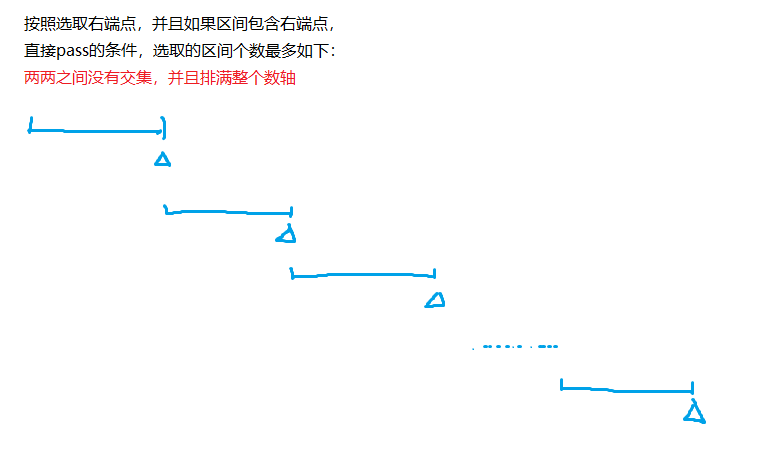 按照选取右端点，并且如果区间包含右端点，
直接pass的条件，选取的区间个数最多如下：
两两之间没有交集，并且排满整个数轴